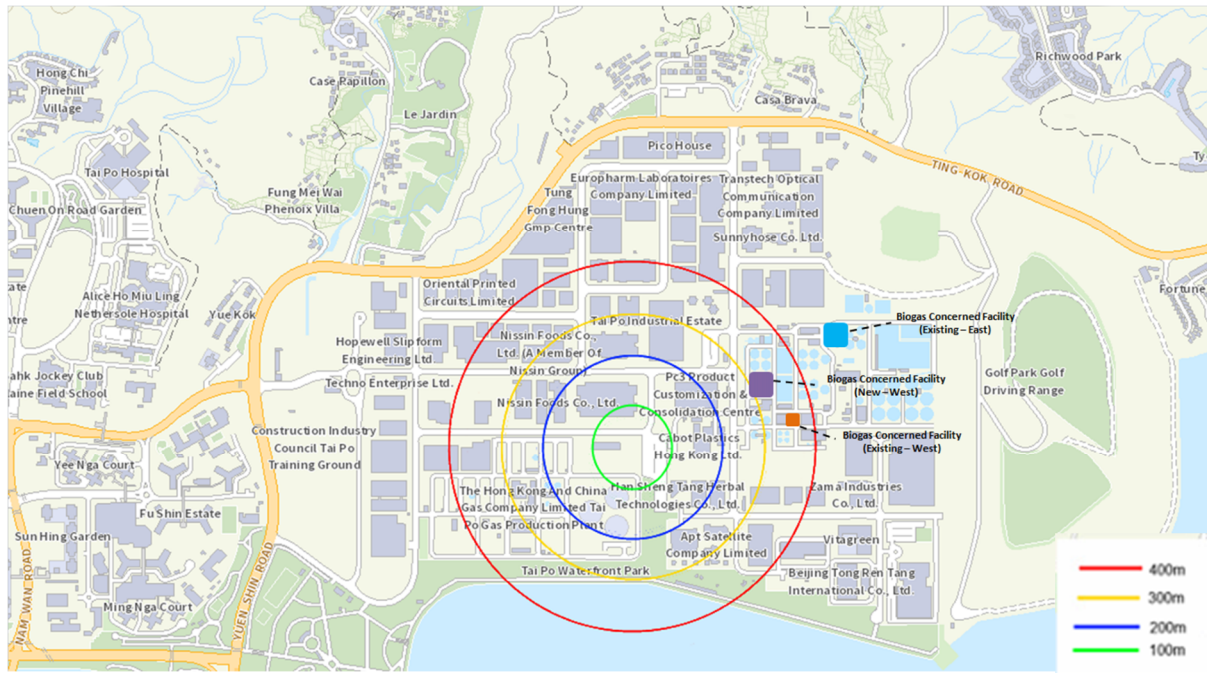 Richwood Park
Hong Chi
Pinehill
Village
Case Papillon
Casa Brava
Le Jardin
Pico House
TING KOK ROAD
Ty
Tai Po Hospital
Europharm Laboratoires
Company Limited
Transtech Optical
Communication
Company Limited
Fung Mei Wai
Phenoix Villa
Tung
Fong Hung
Gmp Centre
Chuen On Road Garden
Sunnyhose Co. Ltd.
Oriental Printed
Circuits Limited
Alice Ho Miu Ling
Nethersole Hospital
Fortune
Yue Kok
Tai Po Industrial Estate
Biogas Concerned Facility
(Existing – East)
Hopewell Slipform
Engineering Ltd.
Nissin Foods Co.,
Ltd. (A Member Of
Nissin Group)
ahk Jockey Club
aine Field School
Techno Enterprise Ltd.
Pc3 Product
Customization &
Consolidation Centre
Biogas Concerned Facility
(New – West)
Golf Park Golf
Driving Range
Nissin Foods Co., Ltd.
Construction Industry
Council Tai Po
Training Ground
Cabot Plastics
Hong Kong Ltd.
Biogas Concerned Facility
(Existing – West)
Yee Nga Court
The Hong Kong And China
Gas Company Limited Tai
Po Gas Production Plant
Han Sheng Tang Herbal
Technologies Co., Ltd.
Zama Industries
Co., Ltd.
Fu Shin Estate
Sun Hing Garden
Apt Satellite
Company Limited
Vitagreen
Tai Po Waterfront Park
Beijing Tong Ren Tang
International Co., Ltd.
Ming Nga Court
NAM WAN ROAD
YUEN SHIN ROAD
400m
300m
200m
100m